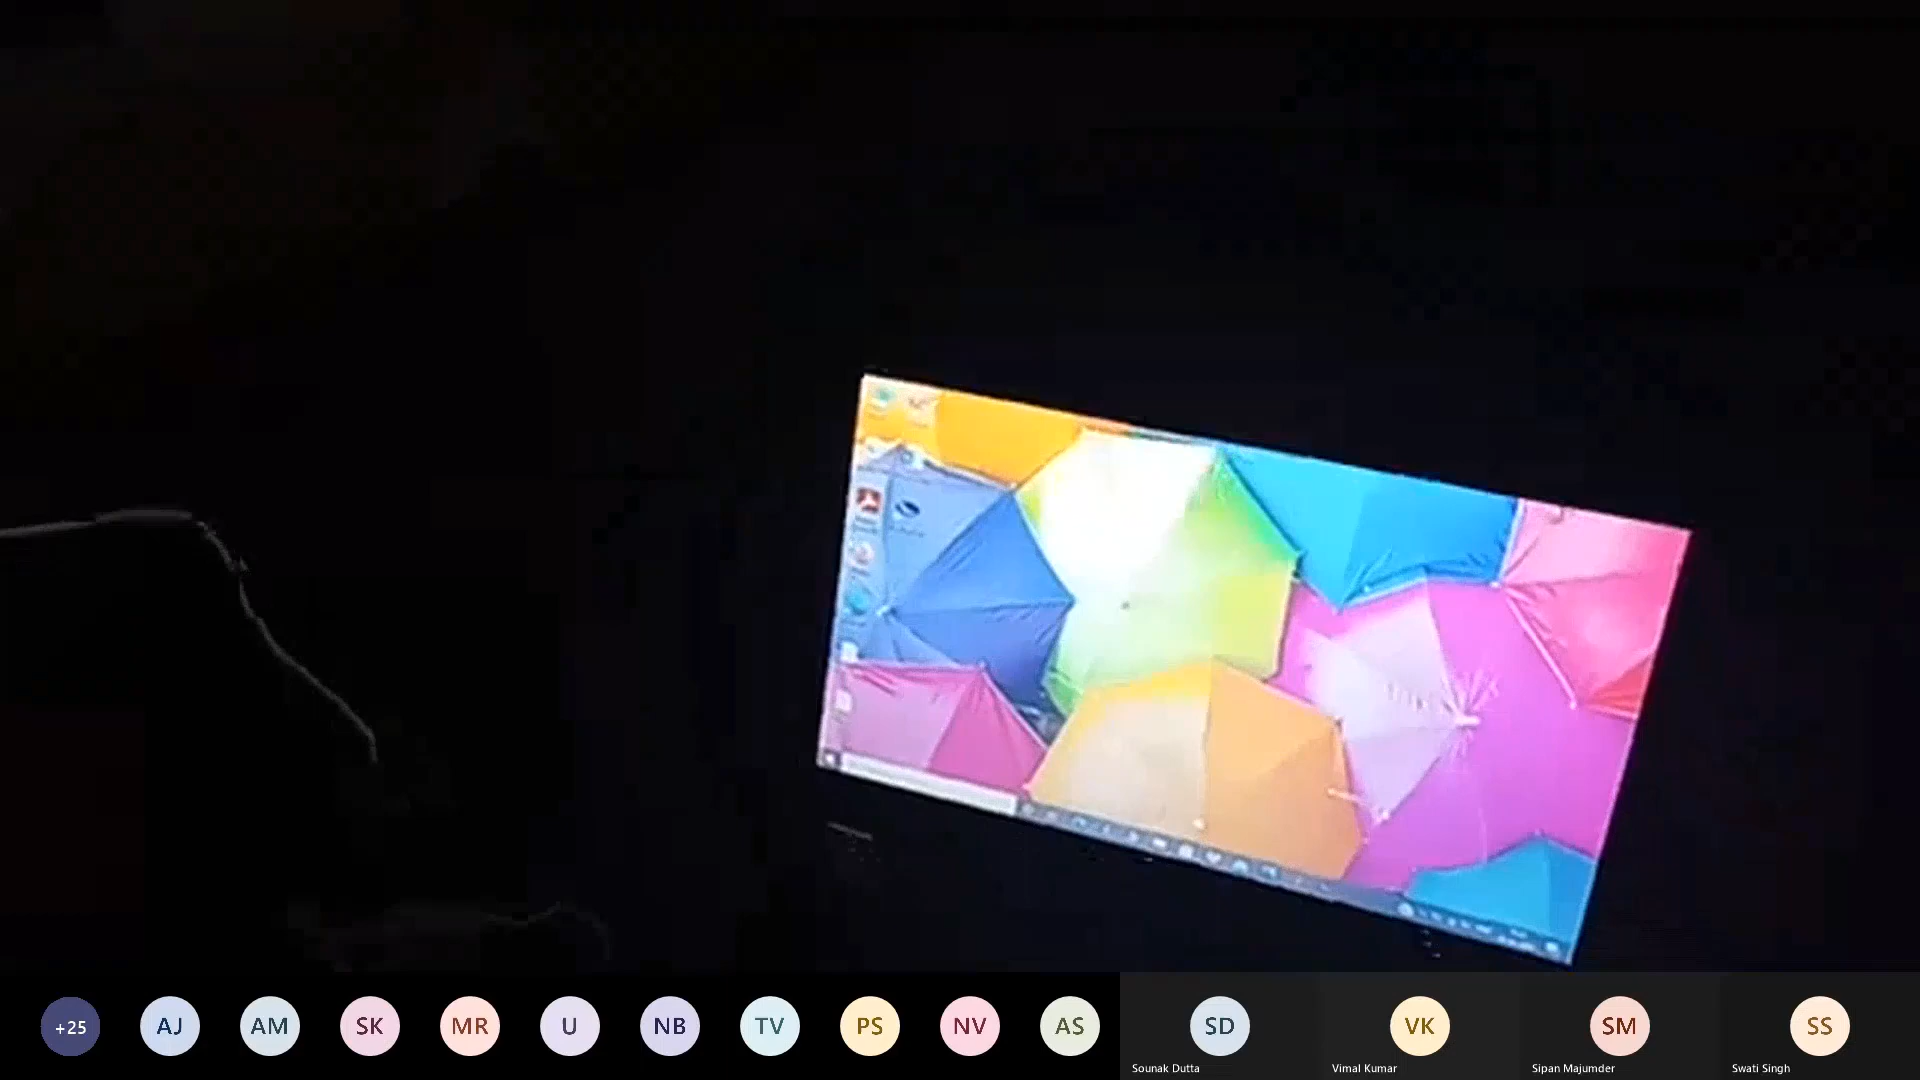 +25
AJ
AM
SK
MR
U
NB
TV
PS
NV
AS
SD
VK
SM
SS
Sounak Dutta
Vimal Kumar
Sipan Majumder
Swati Singh